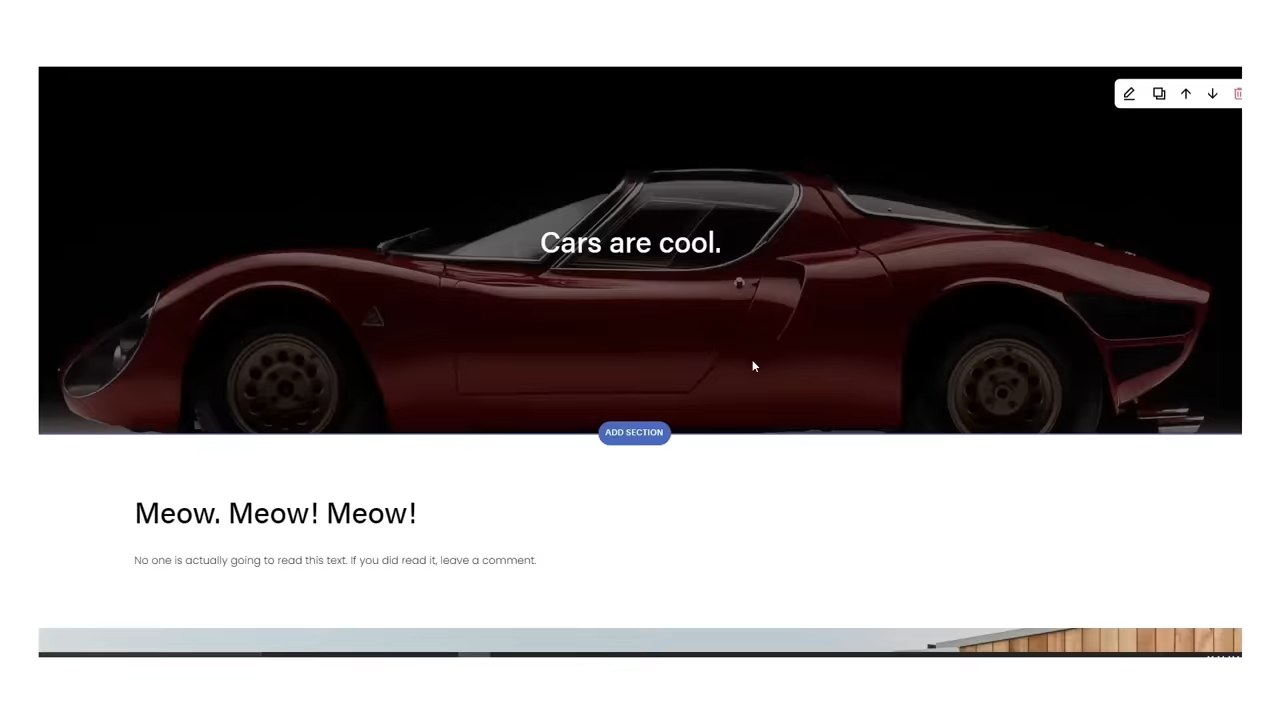 Cars are cool.
ADD SECTION
Meow. Meow! Meow!
No one is actually going to read this text. If you did read it, leave a comment.